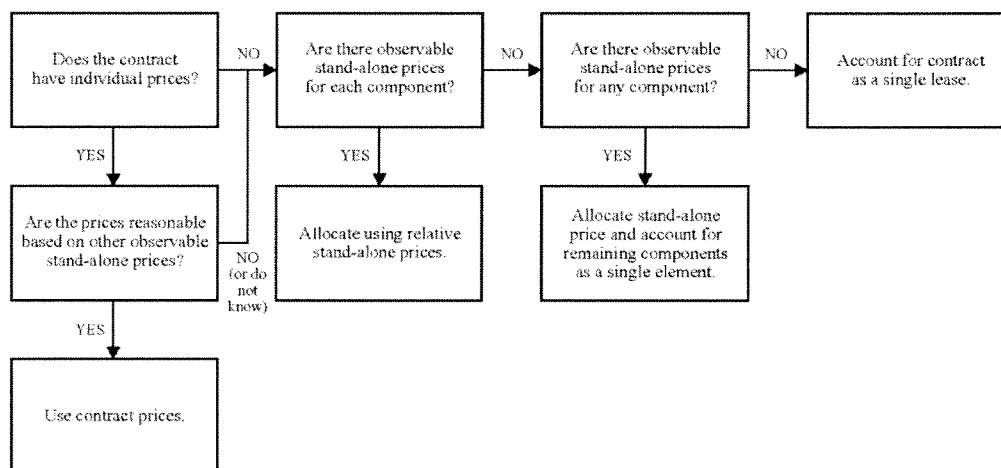 Does the contract
have individual prices?
NO
Are there observable
stand-alone prices
for each component?
NO
Are there observable
stand-alone prices
for any component?
NO
Account for contract
as a single lease.
YES
YES
YES
Are the prices reasonable
based on other observable
stand-alone prices?
NO
(or do
not
know)
Allocate using relative
stand-alone prices.
Allocate stand-alone
price and account for
remaining components
as a single element.
YES
Use contract prices.